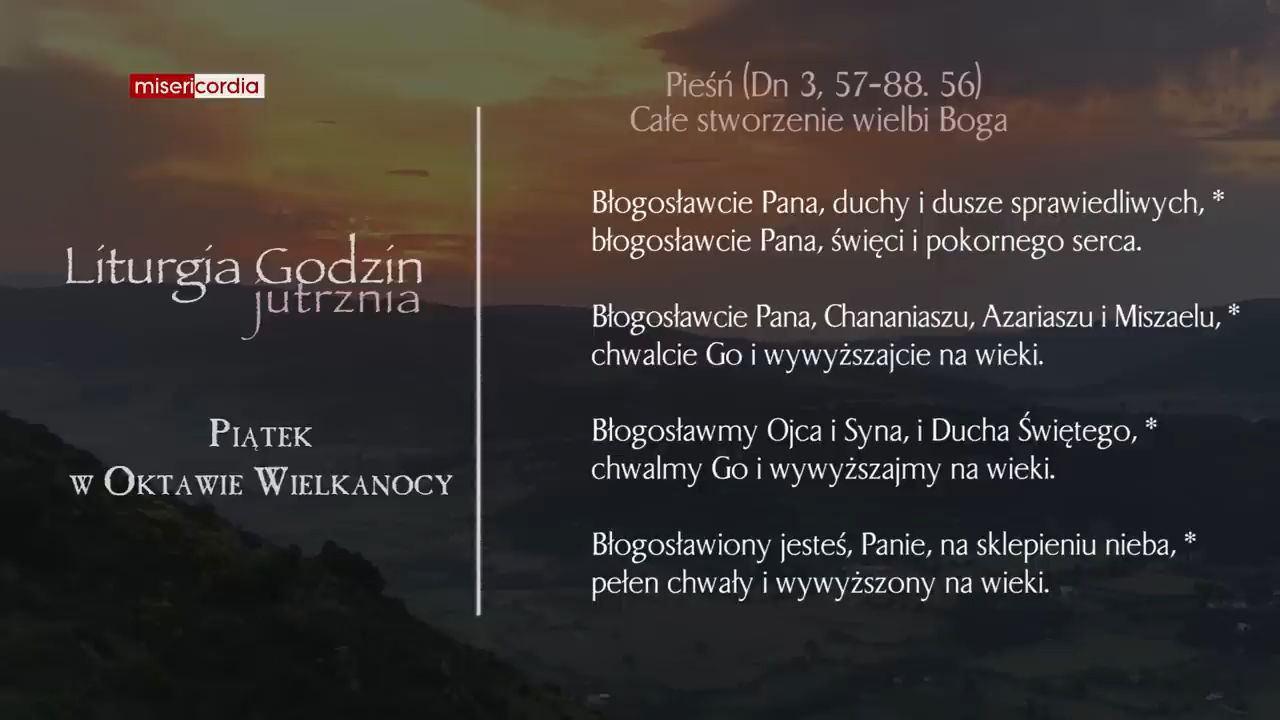 misericordia
Liturgia Godzin
jutrznia
Piątek
w Oktawie Wielkanocy
Pieśń (Dn 3, 57-88. 56)
Całe stworzenie wielbi Boga
Błogosławcie Pana, duchy i dusze sprawiedliwych, *
błogosławcie Pana, święci i pokornego serca.
Błogosławcie Pana, Chananiaszu, Azariaszu i Miszaelu, *
chwalcie Go i wywyższajcie na wieki.
Błogosławmy Ojca i Syna, i Ducha Świętego, *
chwalmy Go i wywyższajmy na wieki.
Błogosławiony jesteś, Panie, na sklepieniu nieba, *
pełen chwały i wywyższony na wieki.